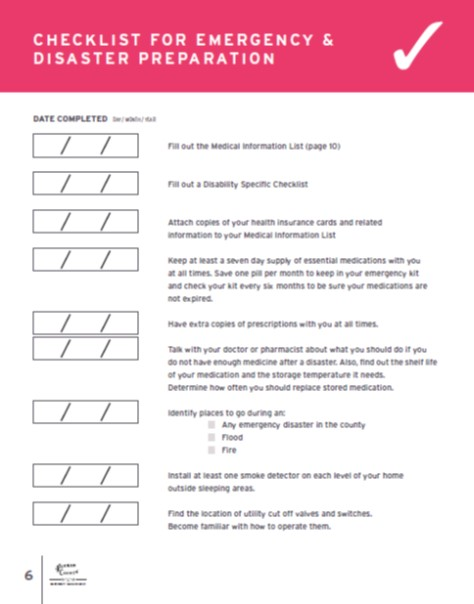 CHECKLIST FOR EMERGENCY &
DISASTER PREPARATION
DATE COMPLETED
/ /
Fill out the Medical Information List (page 10)
/ /
Fill out a Disability Specific Checklist
/ /
Attach copies of your health insurance cards and related
information to your Medical Information List
/ /
Keep at least a seven day supply of essential medications with you
at all times. Save one pill per month to keep in your emergency kit
and check your kit every six months to be sure your medications are
not expired.
/ /
Have extra copies of prescriptions with you at all times.
/ /
Talk with your doctor or pharmacist about what you should do if you
do not have enough medicine after a disaster. Also, find out the shelf life
of your medication and the storage temperature it needs.
Determine how often you should replace stored medication.
/ /
Identify places to go during an:
Any emergency disaster in the county
Flood
Fire
/ /
Install at least one smoke detector on each level of your home
outside sleeping areas.
/ /
Find the location of utility cut off valves and switches.
Become familiar with how to operate them.
6